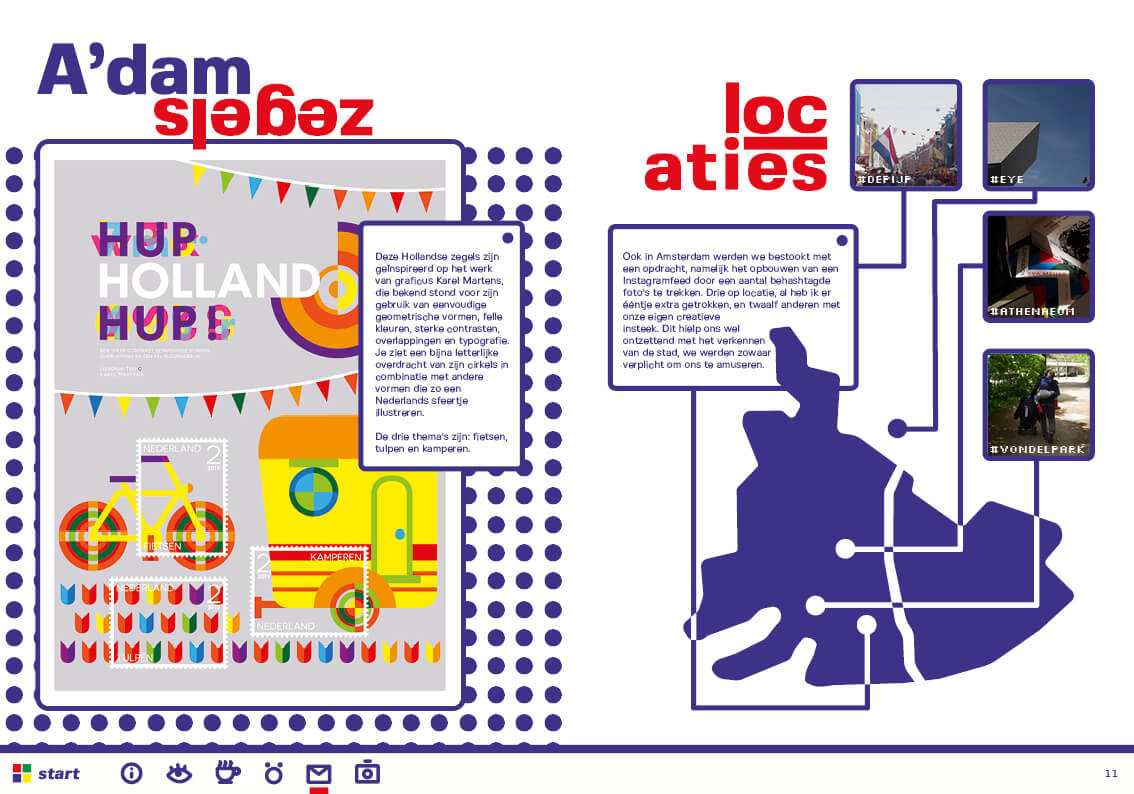 A’dam
zegels
HUP
HOLLAND
HUP!
NEDERLAND
2
2019
FIETSEN
NEDERLAND
2
2019
TULPEN
KAMPEREN
2
2019
NEDERLAND
Deze Hollandse zegels zijn
geïnspireerd op het werk
van graficus Karel Martens,
die bekend stond voor zijn
gebruik van eenvoudige
geometrische vormen, felle
kleuren, sterke contrasten,
overlappingen en typografie.
Je ziet een bijna letterlijke
overdracht van zijn cirkels in
combinatie met andere
vormen die zo een
Nederlands sfeertje
illustreren.
De drie thema's zijn: fietsen,
tulpen en kamperen.
loc
aties
#DEPIJP
#EYE
#ATHENAEUM
#VONDELPARK
Ook in Amsterdam werden we bestookt met
een opdracht, namelijk het opbouwen van een
Instagramfeed door een aantal behashtagde
foto's te trekken. Drie op locatie, al heb ik er
ééntje extra getrokken, en twaalf anderen met
onze eigen creatieve
insteek. Dit hielp ons wel
ontzettend met het verkennen
van de stad, we werden zowaar
verplicht om ons te amuseren.
start
11